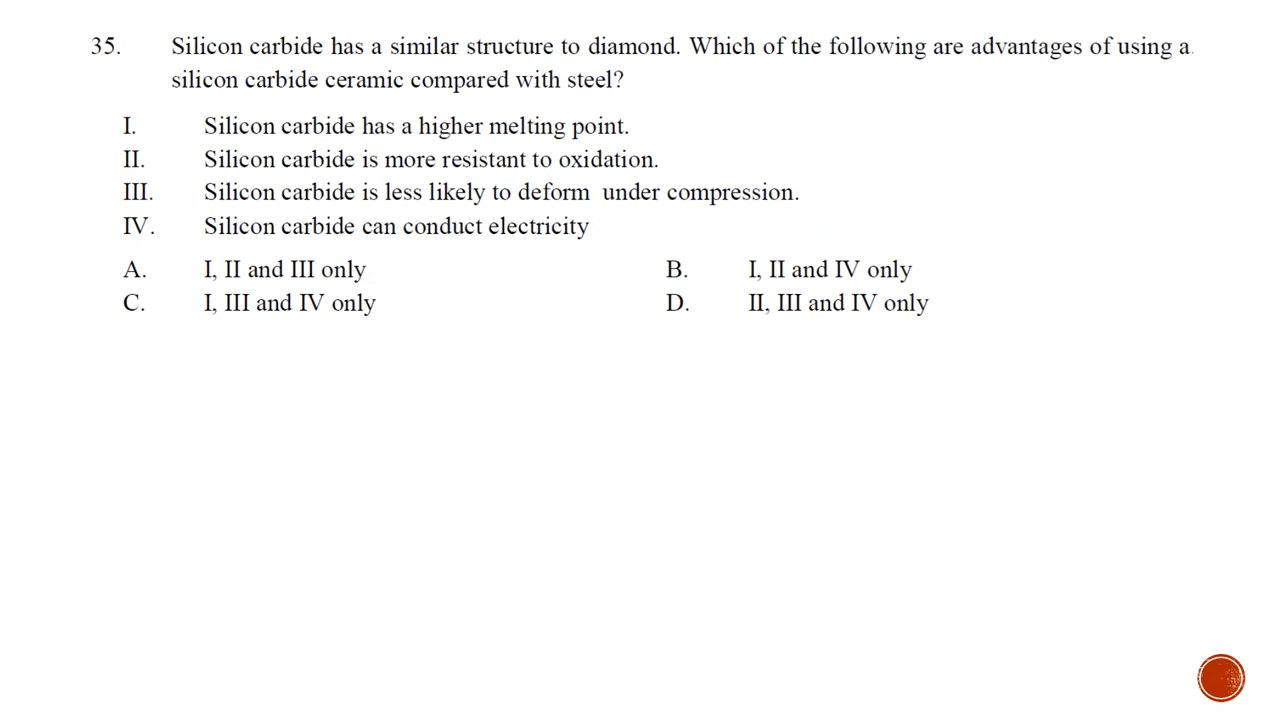 35. Silicon carbide has a similar structure to diamond. Which of the following are advantages of using a
silicon carbide ceramic compared with steel?
I. Silicon carbide has a higher melting point.
II. Silicon carbide is more resistant to oxidation.
III. Silicon carbide is less likely to deform under compression.
IV. Silicon carbide can conduct electricity
A. I, II and III only B. I, II and IV only
C. I, III and IV only D. II, III and IV only